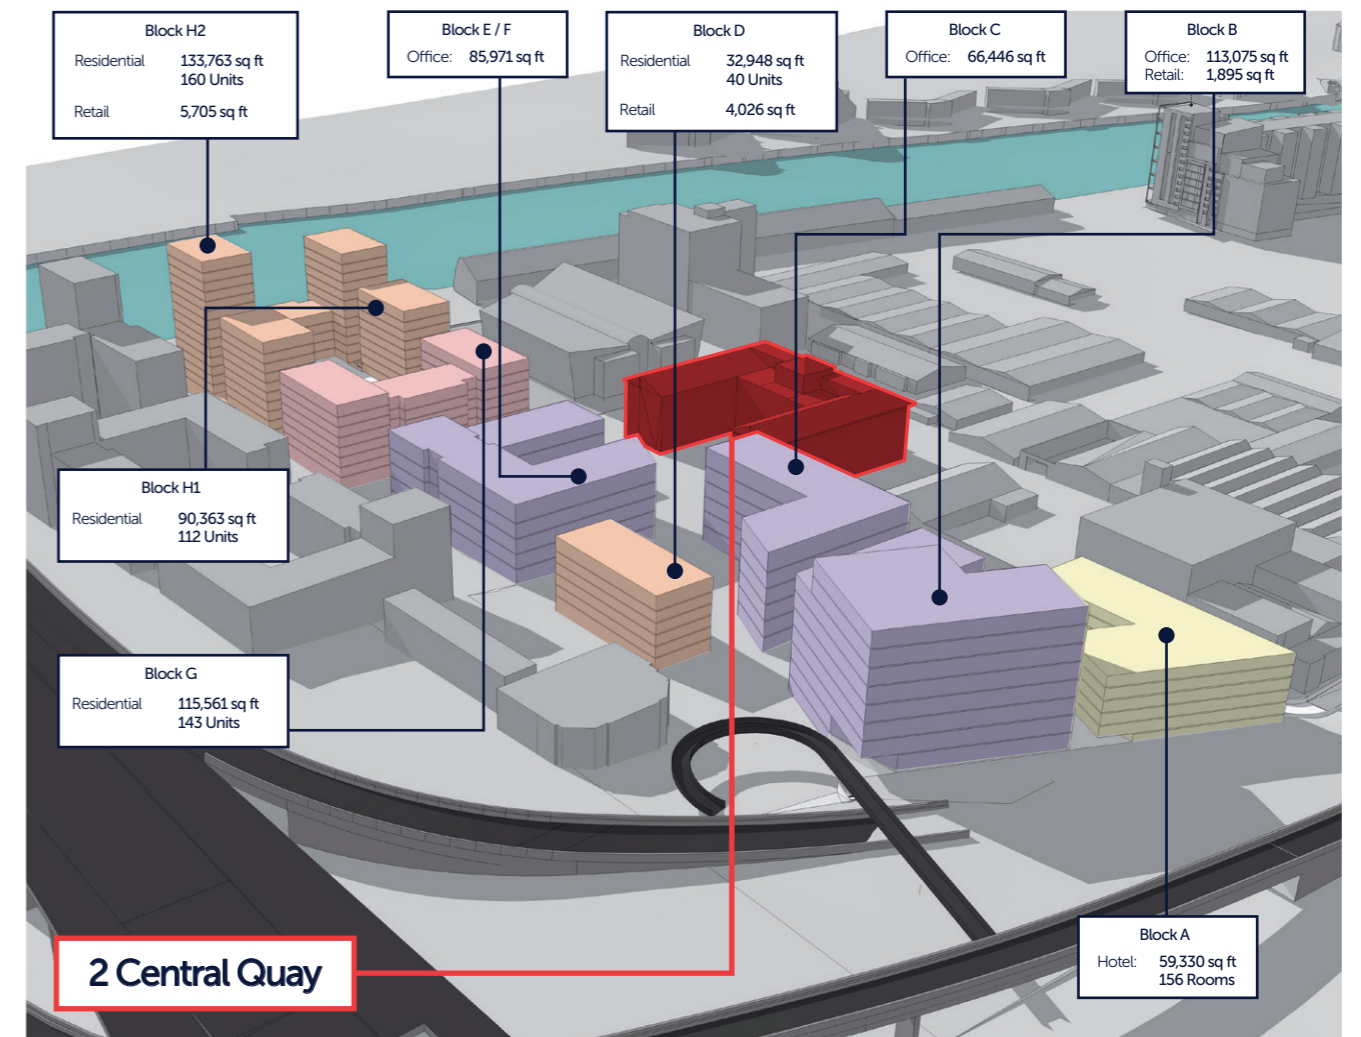 Block H2
Residential 133,763 sq ft
160 Units
Retail 5,705 sq ft
Block E / F
Office: 85,971 sq ft
Block D
Residential 32,948 sq ft
40 Units
Retail 4,026 sq ft
Block C
Office: 66,446 sq ft
Block B
Office: 113,075 sq ft
Retail: 1,895 sq ft
Block H1
Residential 90,363 sq ft
112 Units
Block G
Residential 115,561 sq ft
143 Units
2 Central Quay
Block A
Hotel: 59,330 sq ft
156 Rooms